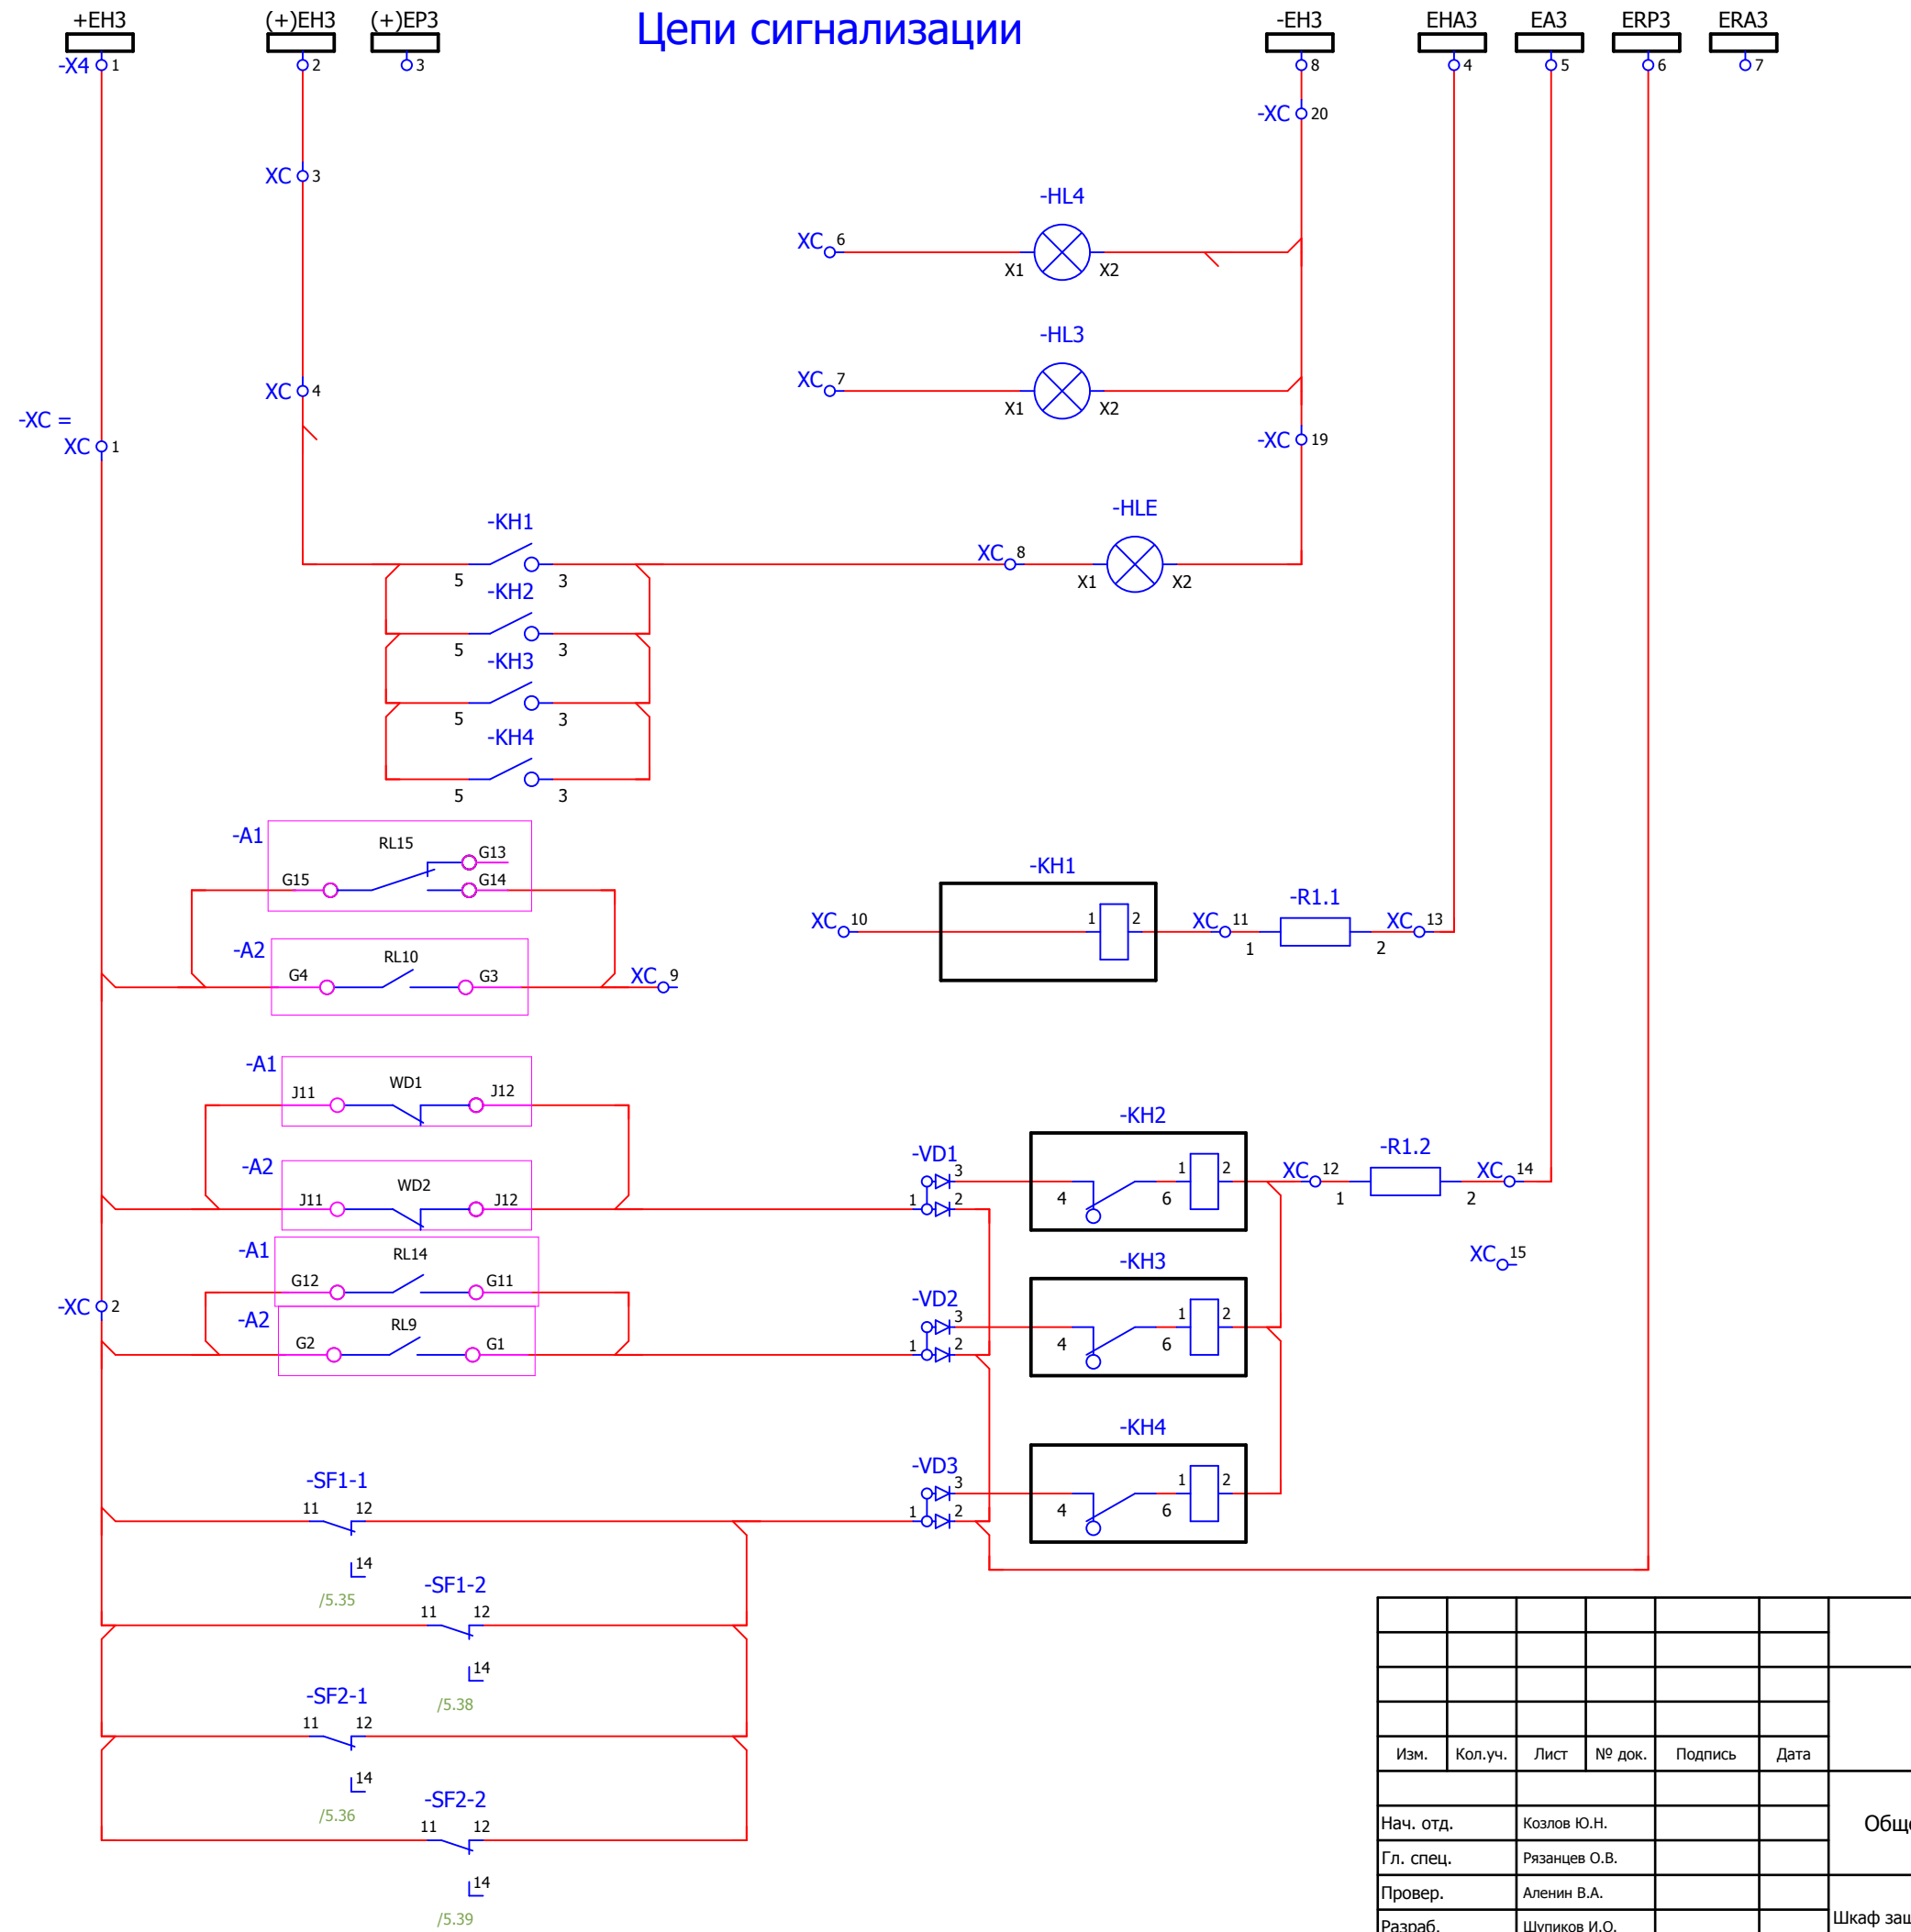 Цепи сигнализации
+EH3 (+)EH3 (+)EP3 -EH3 EHA3 EA3 ERP3 ERA3
-X4 1 2 3 8 4 5 6 7
-XC 20
XC 3
-HL4
XC 6 X1 X2
-HL3
XC 7 X1 X2
XC 4
-XC =
XC 1
-XC 19
-KH1 -HLE
5 3 XC 8 X1 X2
-KH2
5 3
-KH3
5 3
-KH4
5 3
-A1 RL15 G13
G15 G14
-KH1
XC 10 1 2 XC 11 -R1.1 XC 13
1 2
-A2 RL10
G4 G3 XC 9
-A1 WD1
J11 J12
-A2 WD2
J11 J12
-VD1 3
1 2
-KH2
4 6 1 2
XC 12 -R1.2 XC 14
1 2
XC 15
-A1 RL14
G12 G11
-XC 2
-A2 RL9
G2 G1
-VD2 3
1 2
-KH3
4 6 1 2
-KH4
-VD3 3
1 2
4 6 1 2
-SF1-1
11 12
14
/5.35
-SF1-2
11 12
14
/5.38
-SF2-1
11 12
14
/5.36
-SF2-2
11 12
14
/5.39
Изм. Кол.уч. Лист № док. Подпись Дата
Нач. отд. Козлов Ю.Н.
Гл. спец. Рязанцев О.В.
Провер. Аленин В.А.
Разраб. Шупиков И.О.
Шкаф